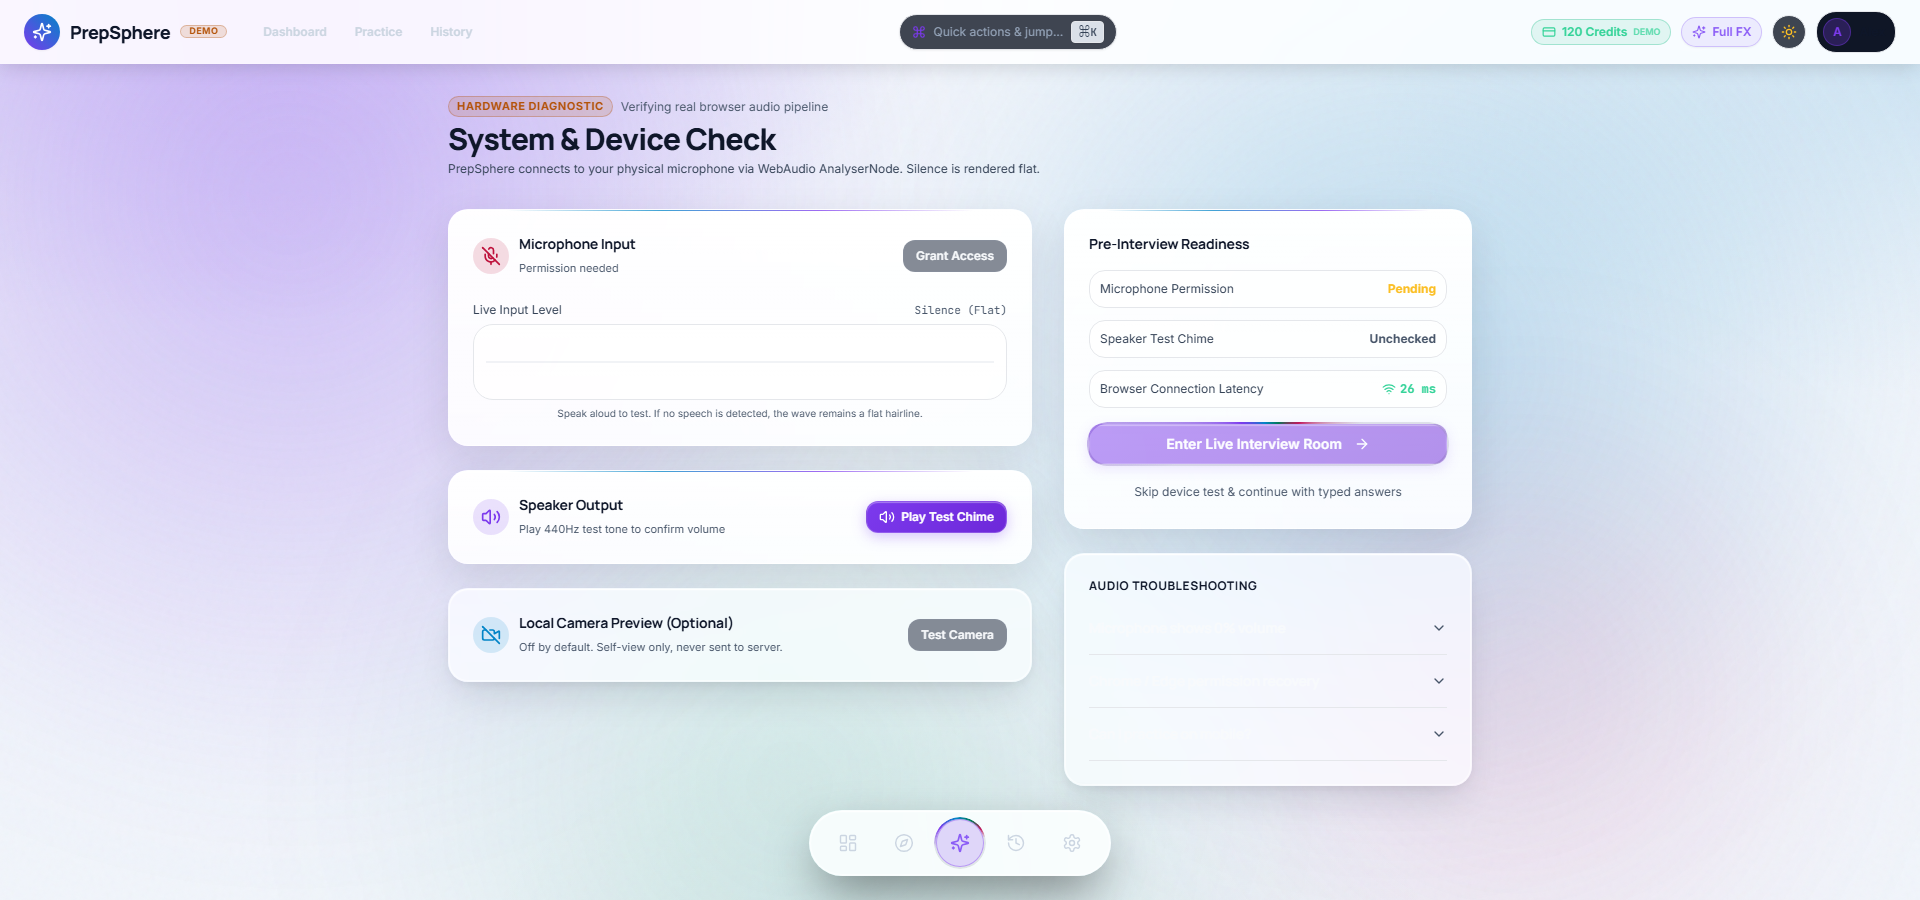 PrepSphere DEMO Dashboard Practice History Quick actions & jump... ⌘K 120 Credits DEMO Full FX A
HARDWARE DIAGNOSTIC Verifying real browser audio pipeline
System & Device Check
PrepSphere connects to your physical microphone via WebAudio AnalyserNode. Silence is rendered flat.
Microphone Input
Permission needed
Grant Access
Live Input Level Silence (Flat)
Speak aloud to test. If no speech is detected, the wave remains a flat hairline.
Speaker Output
Play 440Hz test tone to confirm volume
Play Test Chime
Local Camera Preview (Optional)
Off by default. Self-view only, never sent to server.
Test Camera
Pre-Interview Readiness
Microphone Permission Pending
Speaker Test Chime Unchecked
Browser Connection Latency 26 ms
Enter Live Interview Room →
Skip device test & continue with typed answers
AUDIO TROUBLESHOOTING